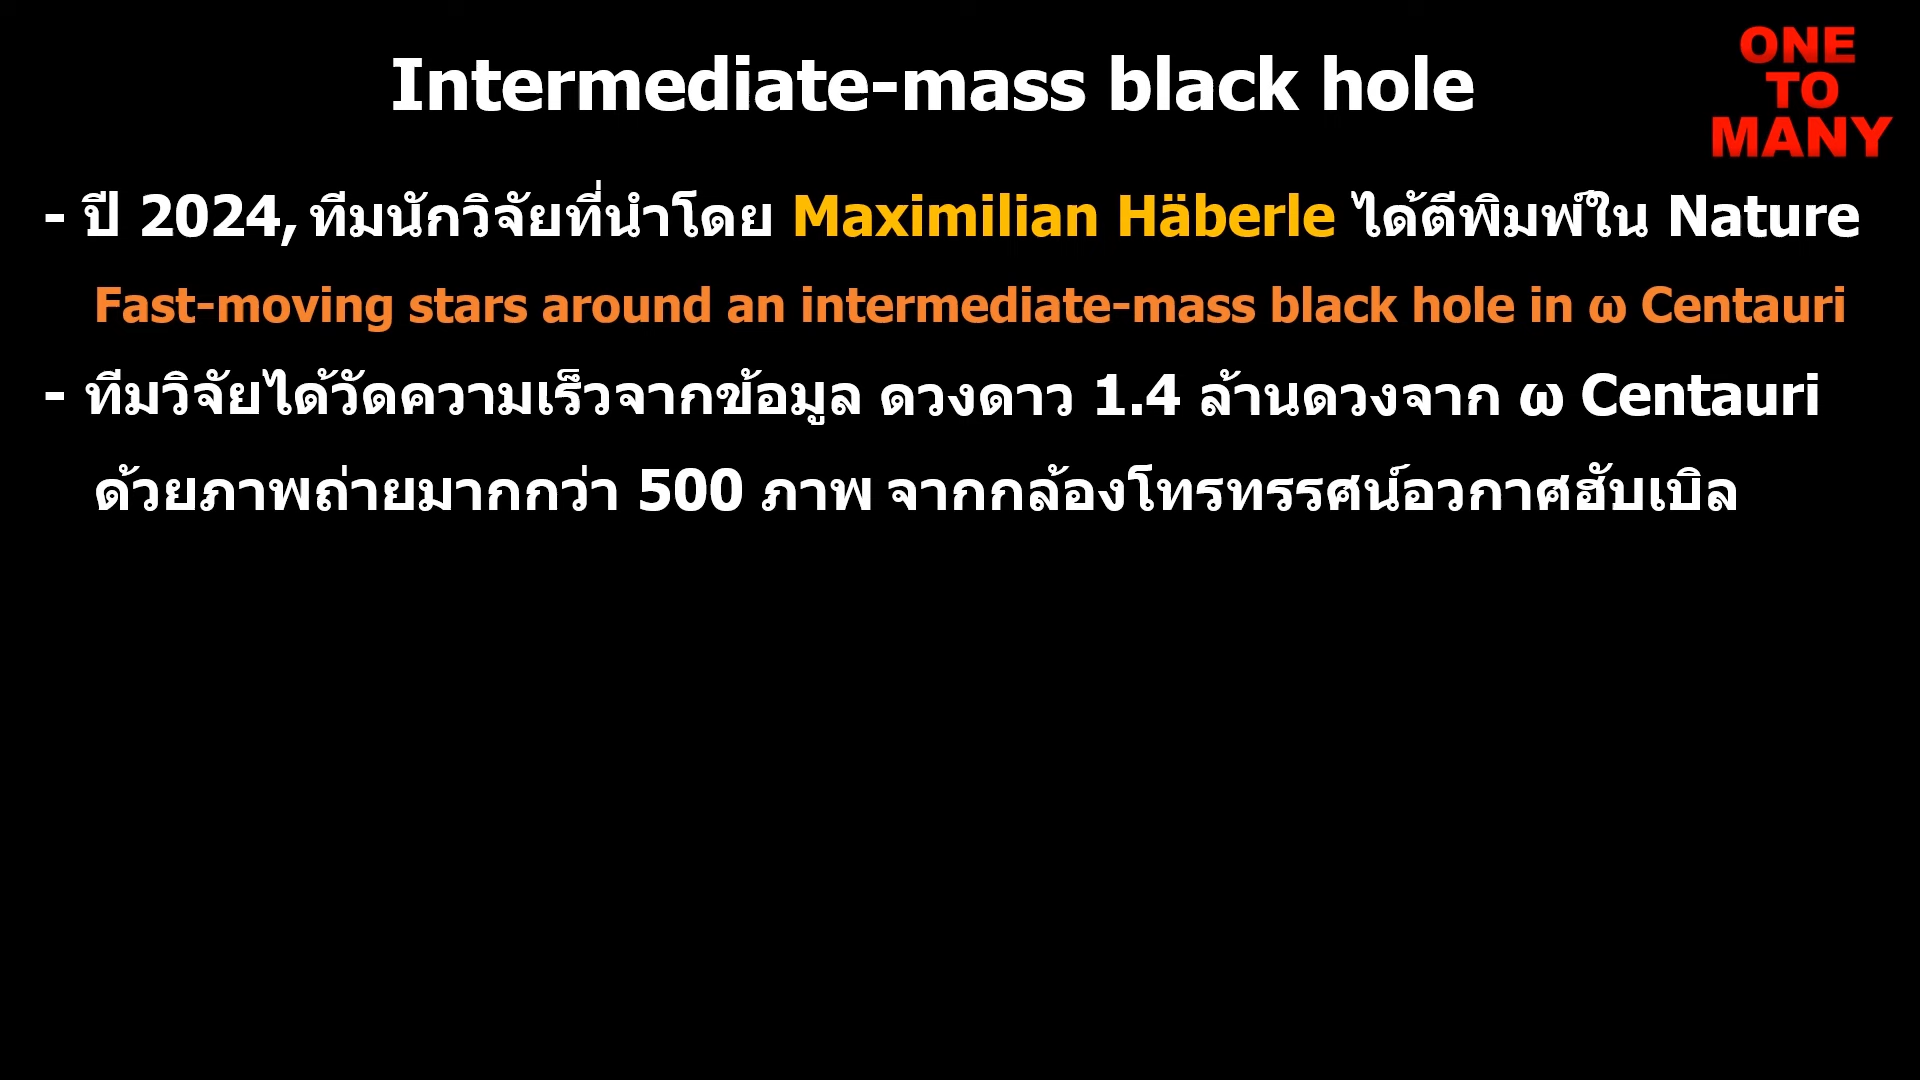 Intermediate-mass black hole
ONE
TO
MANY
- ปี 2024, ทีมนักวิจัยที่นำโดย Maximilian Häberle ได้ตีพิมพ์ใน Nature
Fast-moving stars around an intermediate-mass black hole in ω Centauri
- ทีมวิจัยได้วัดความเร็วจากข้อมูล ดวงดาว 1.4 ล้านดวงจาก ω Centauri
ด้วยภาพถ่ายมากกว่า 500 ภาพ จากกล้องโทรทรรศน์อวกาศฮับเบิล